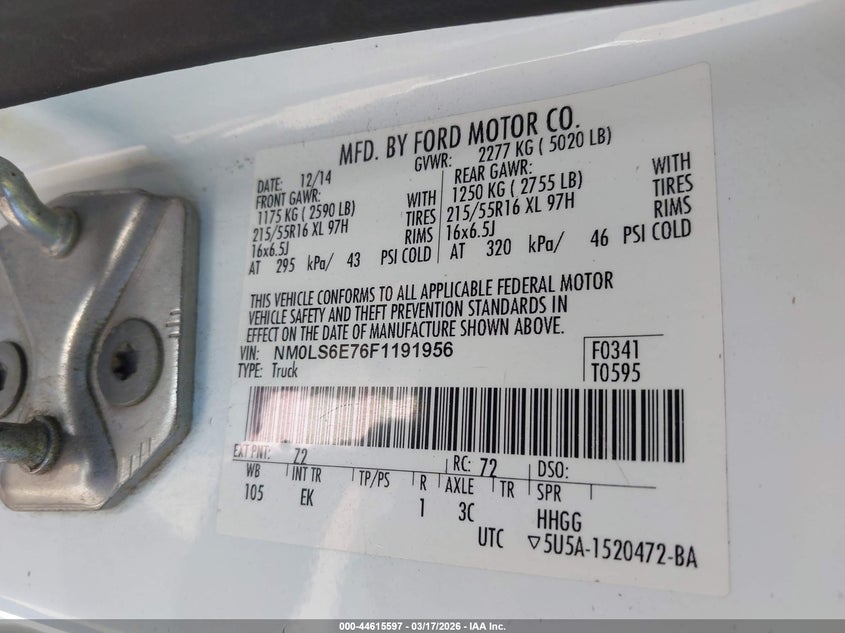 MFD. BY FORD MOTOR CO.
DATE: 12/14 GVWR: 2277 KG ( 5020 LB)
FRONT GAWR: REAR GAWR:
1175 KG ( 2590 LB) WITH 1250 KG ( 2755 LB) WITH
215/55R16 XL 97H TIRES 215/55R16 XL 97H TIRES
16x6.5J RIMS 16x6.5J RIMS
AT 295 kPa/ 43 PSI COLD AT 320 kPa/ 46 PSI COLD
THIS VEHICLE CONFORMS TO ALL APPLICABLE FEDERAL MOTOR
VEHICLE SAFETY AND THEFT PREVENTION STANDARDS IN
EFFECT ON THE DATE OF MANUFACTURE SHOWN ABOVE.
VIN: NM0LS6E76F1191956 F0341
TYPE: Truck T0595
EXT PNT: 72 RC: 72 DSO:
WB INT TR TP/PS R AXLE TR SPR
105 EK 1 3C HHGG
UTC ▽5U5A-1520472-BA
000-44615597 - 03/17/2026 - IAA Inc.